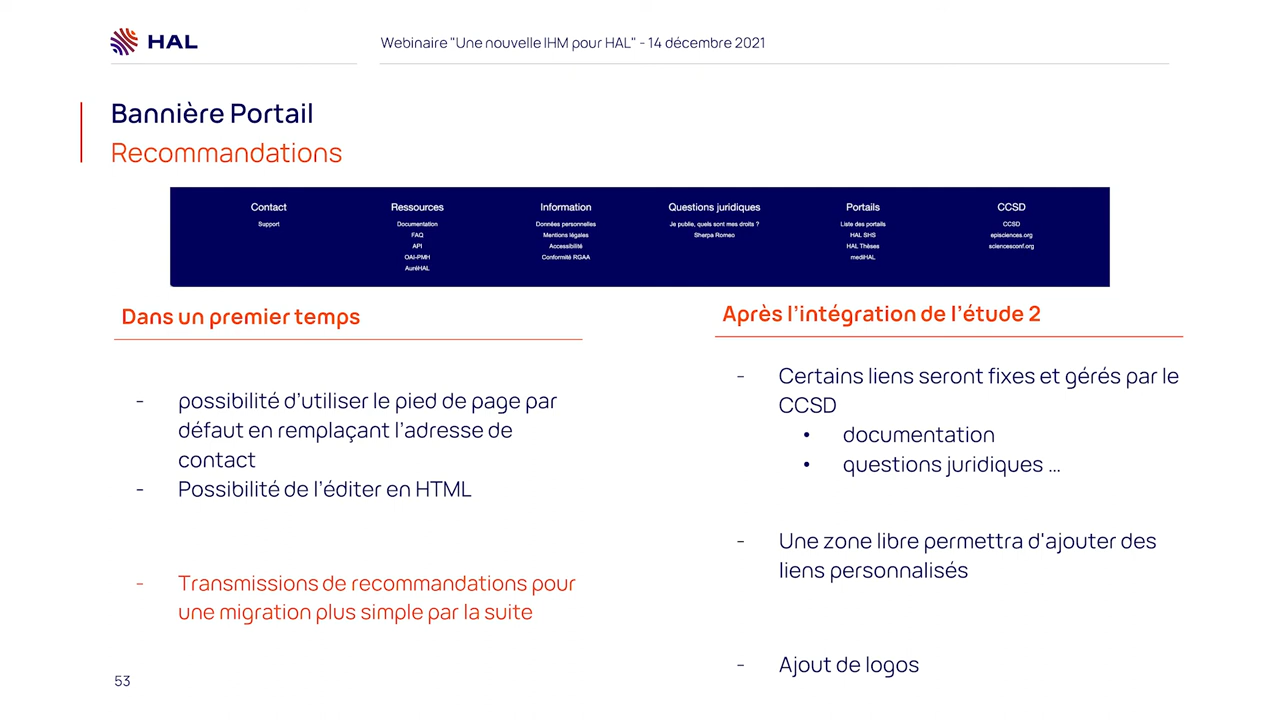 HAL
Webinaire "Une nouvelle IHM pour HAL" - 14 décembre 2021
Bannière Portail
Recommandations
Contact
Support
Ressources
Documentation
FAQ
API
OAI-PMH
AuréHAL
Information
Données personnelles
Mentions légales
Accessibilité
Conformité RGAA
Questions juridiques
Je publie, quels sont mes droits ?
Sherpa Romeo
Portails
Liste des portails
HAL SHS
HAL Thèses
mediHAL
CCSD
CCSD
episciences.org
sciencesconf.org
Dans un premier temps
- possibilité d’utiliser le pied de page par
défaut en remplaçant l’adresse de
contact
- Possibilité de l’éditer en HTML
- Transmissions de recommandations pour
une migration plus simple par la suite
Après l’intégration de l’étude 2
- Certains liens seront fixes et gérés par le
CCSD
• documentation
• questions juridiques ...
- Une zone libre permettra d'ajouter des
liens personnalisés
- Ajout de logos
53